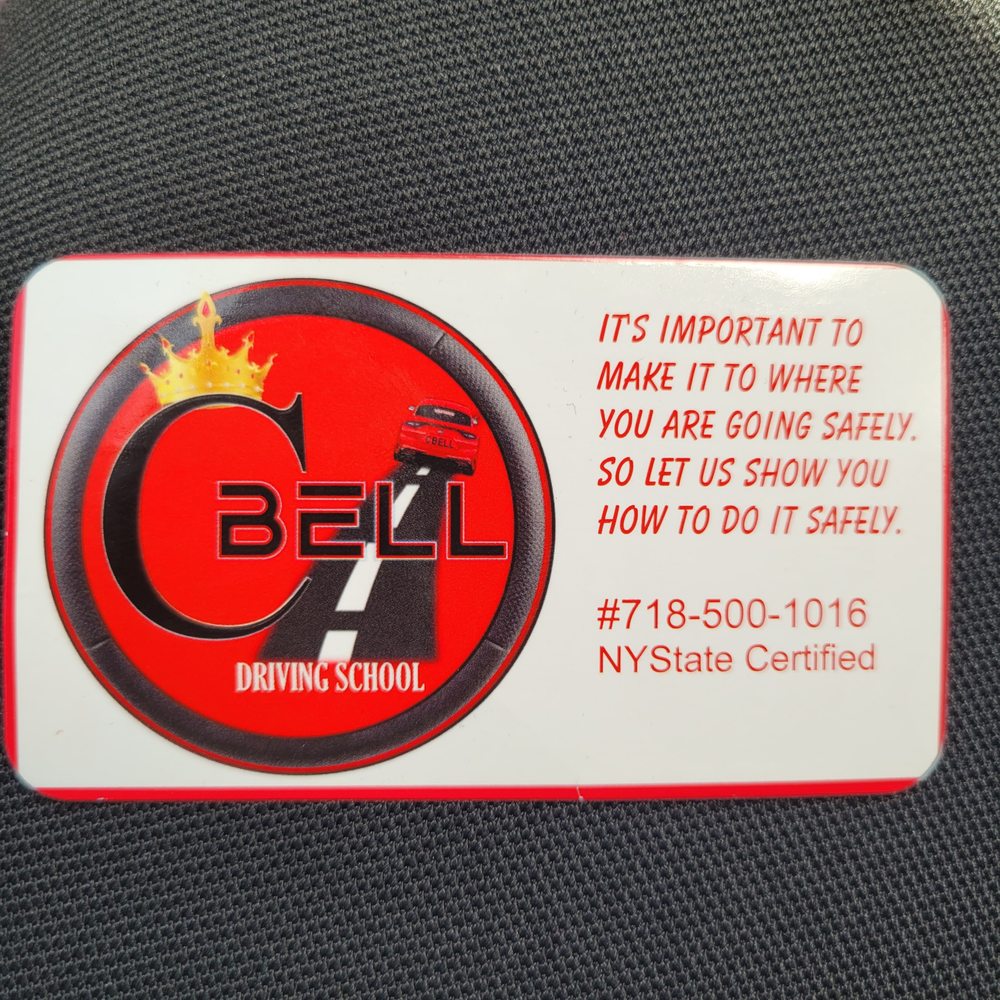 C BELL
CBELL
DRIVING SCHOOL
IT'S IMPORTANT TO
MAKE IT TO WHERE
YOU ARE GOING SAFELY.
SO LET US SHOW YOU
HOW TO DO IT SAFELY.
#718-500-1016
NYState Certified